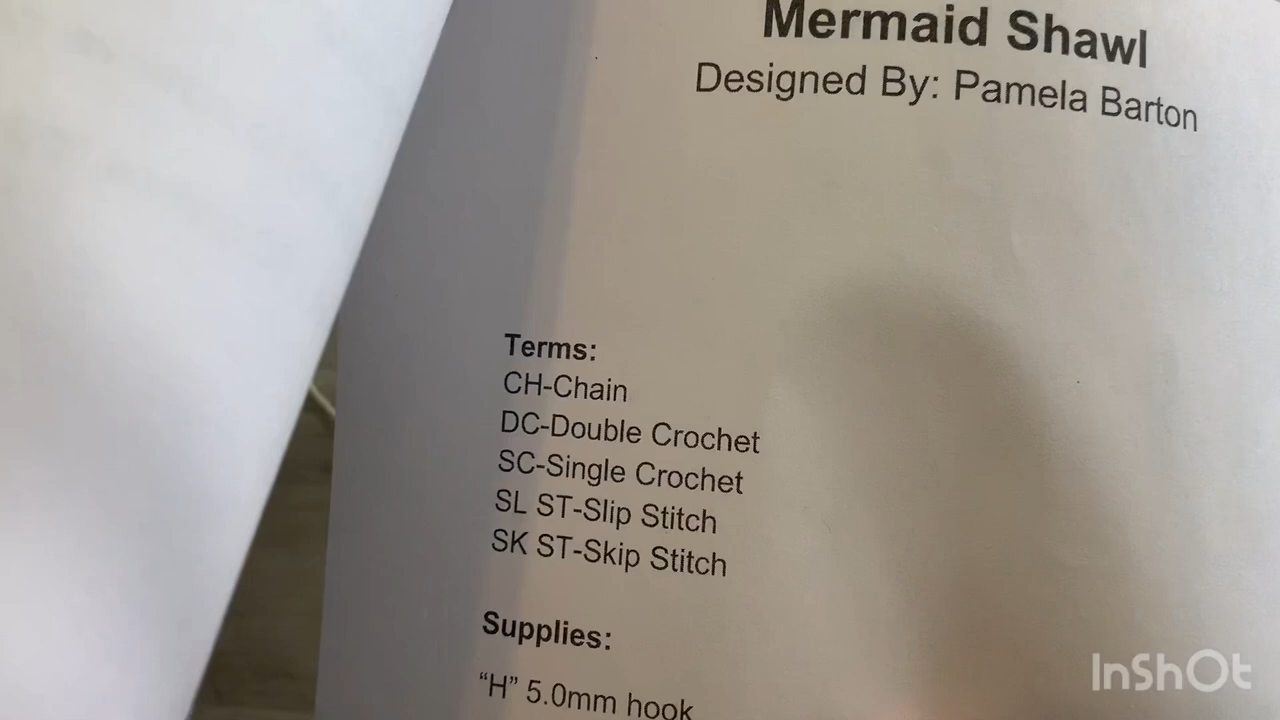 Mermaid Shawl
Designed By: Pamela Barton
Terms:
CH-Chain
DC-Double Crochet
SC-Single Crochet
SL ST-Slip Stitch
SK ST-Skip Stitch
Supplies:
“H” 5.0mm hook
InShOt